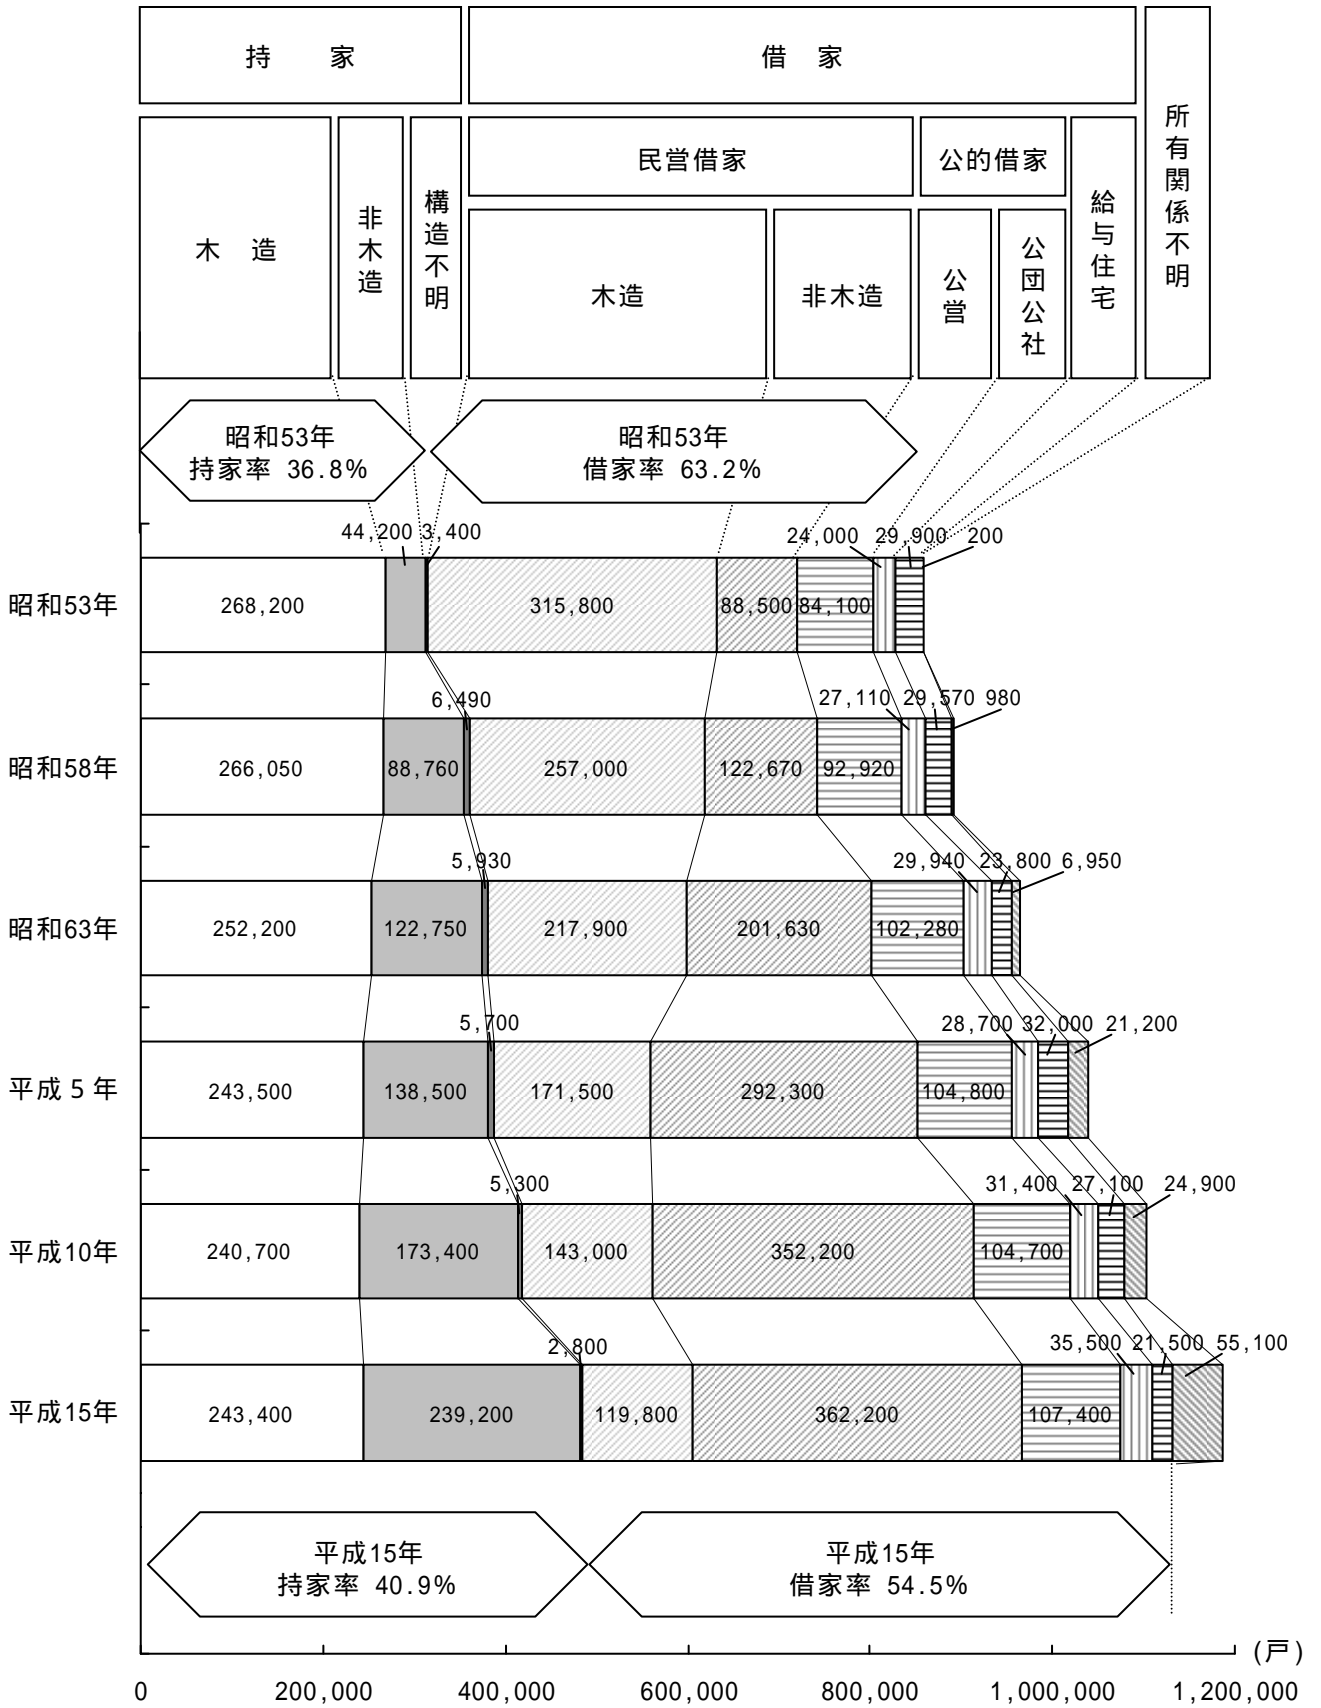 持 家
借 家
所有関係不明
木 造
非木造
構造不明
民営借家
公的借家
給与住宅
木造
非木造
公営
公団公社
昭和53年
持家率 36.8%
昭和53年
借家率 63.2%
44,200 3,400 24,000 29,900 200
昭和53年 268,200 315,800 88,500 84,100
6,490 27,110 29,570 980
昭和58年 266,050 88,760 257,000 122,670 92,920
5,930 29,940 23,800 6,950
昭和63年 252,200 122,750 217,900 201,630 102,280
5,700 28,700 32,000 21,200
平成5年 243,500 138,500 171,500 292,300 104,800
5,300 31,400 27,100 24,900
平成10年 240,700 173,400 143,000 352,200 104,700
2,800 35,500 21,500 55,100
平成15年 243,400 239,200 119,800 362,200 107,400
平成15年
持家率 40.9%
平成15年
借家率 54.5%
(戸)
0 200,000 400,000 600,000 800,000 1,000,000 1,200,000